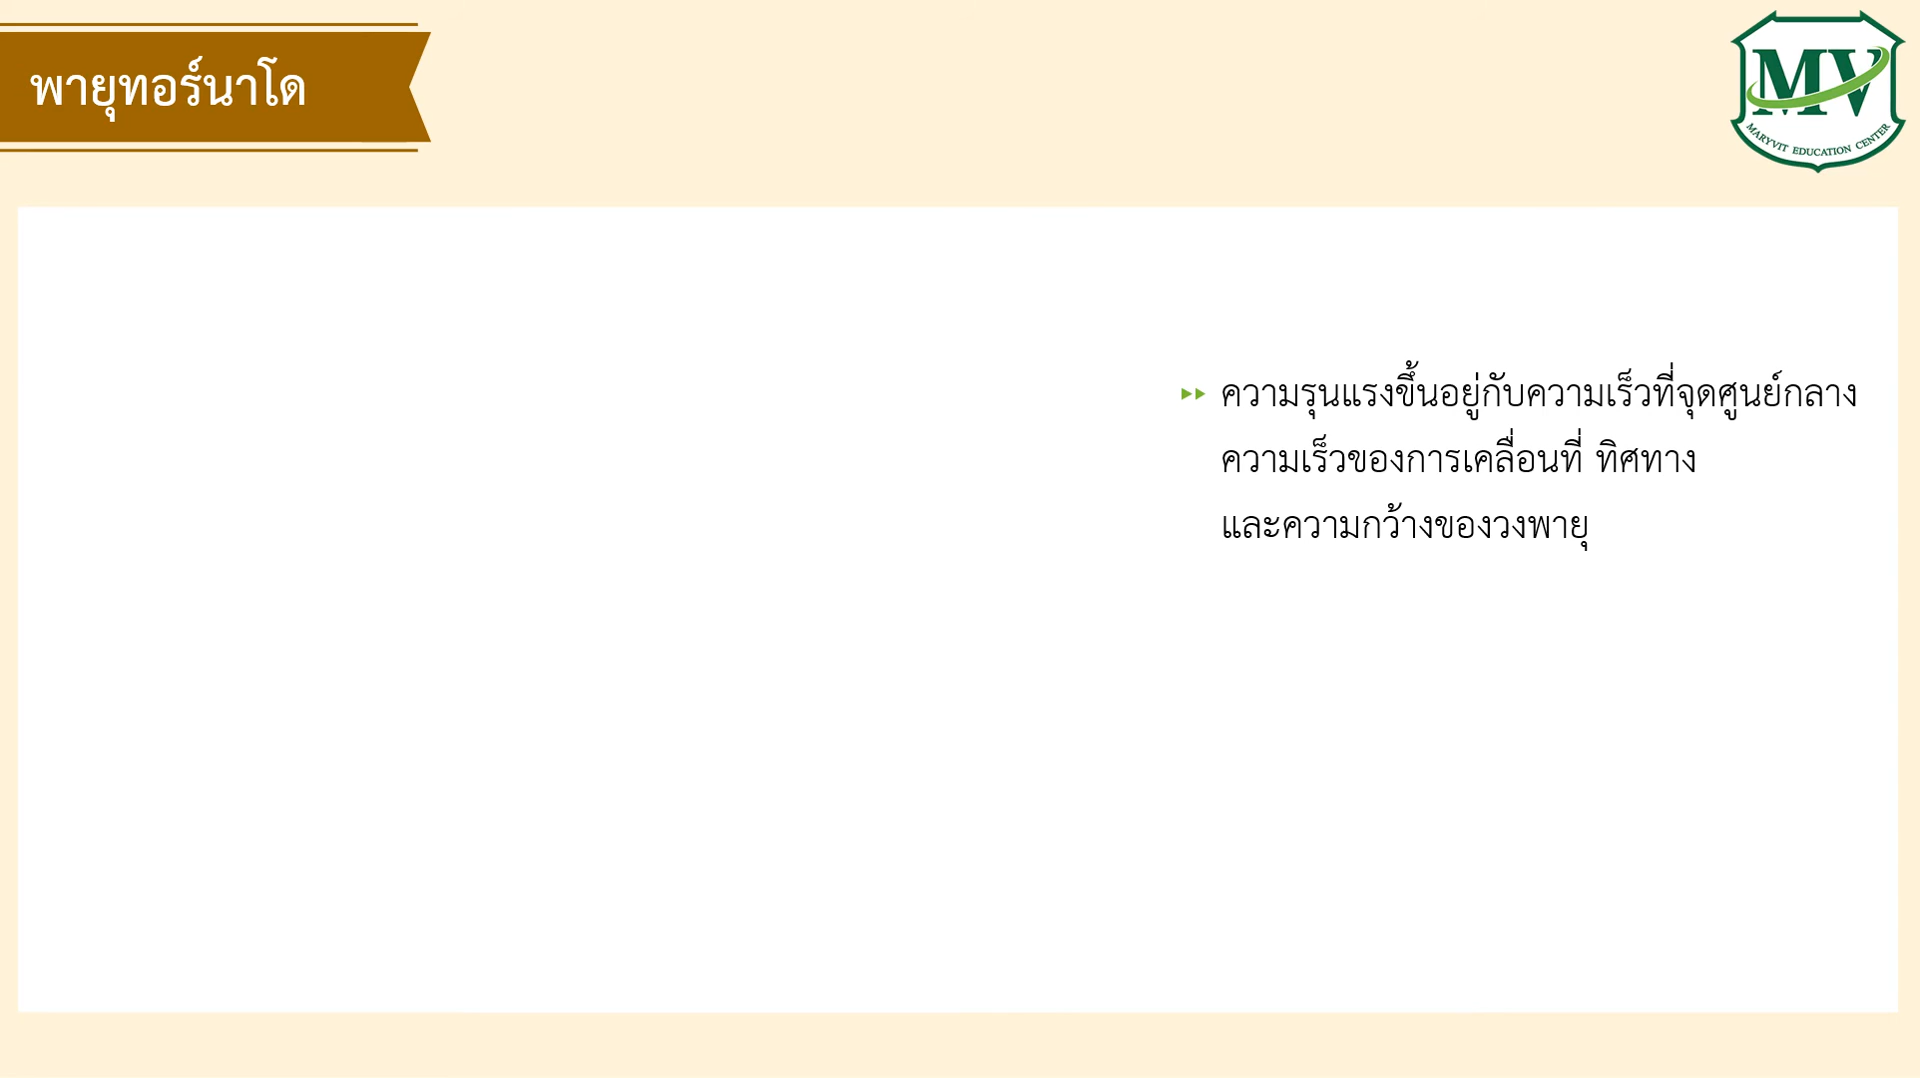 พายุทอร์นาโด
MV
MARYVIT EDUCATION CENTER
ความรุนแรงขึ้นอยู่กับความเร็วที่จุดศูนย์กลาง
ความเร็วของการเคลื่อนที่ ทิศทาง
และความกว้างของวงพายุ